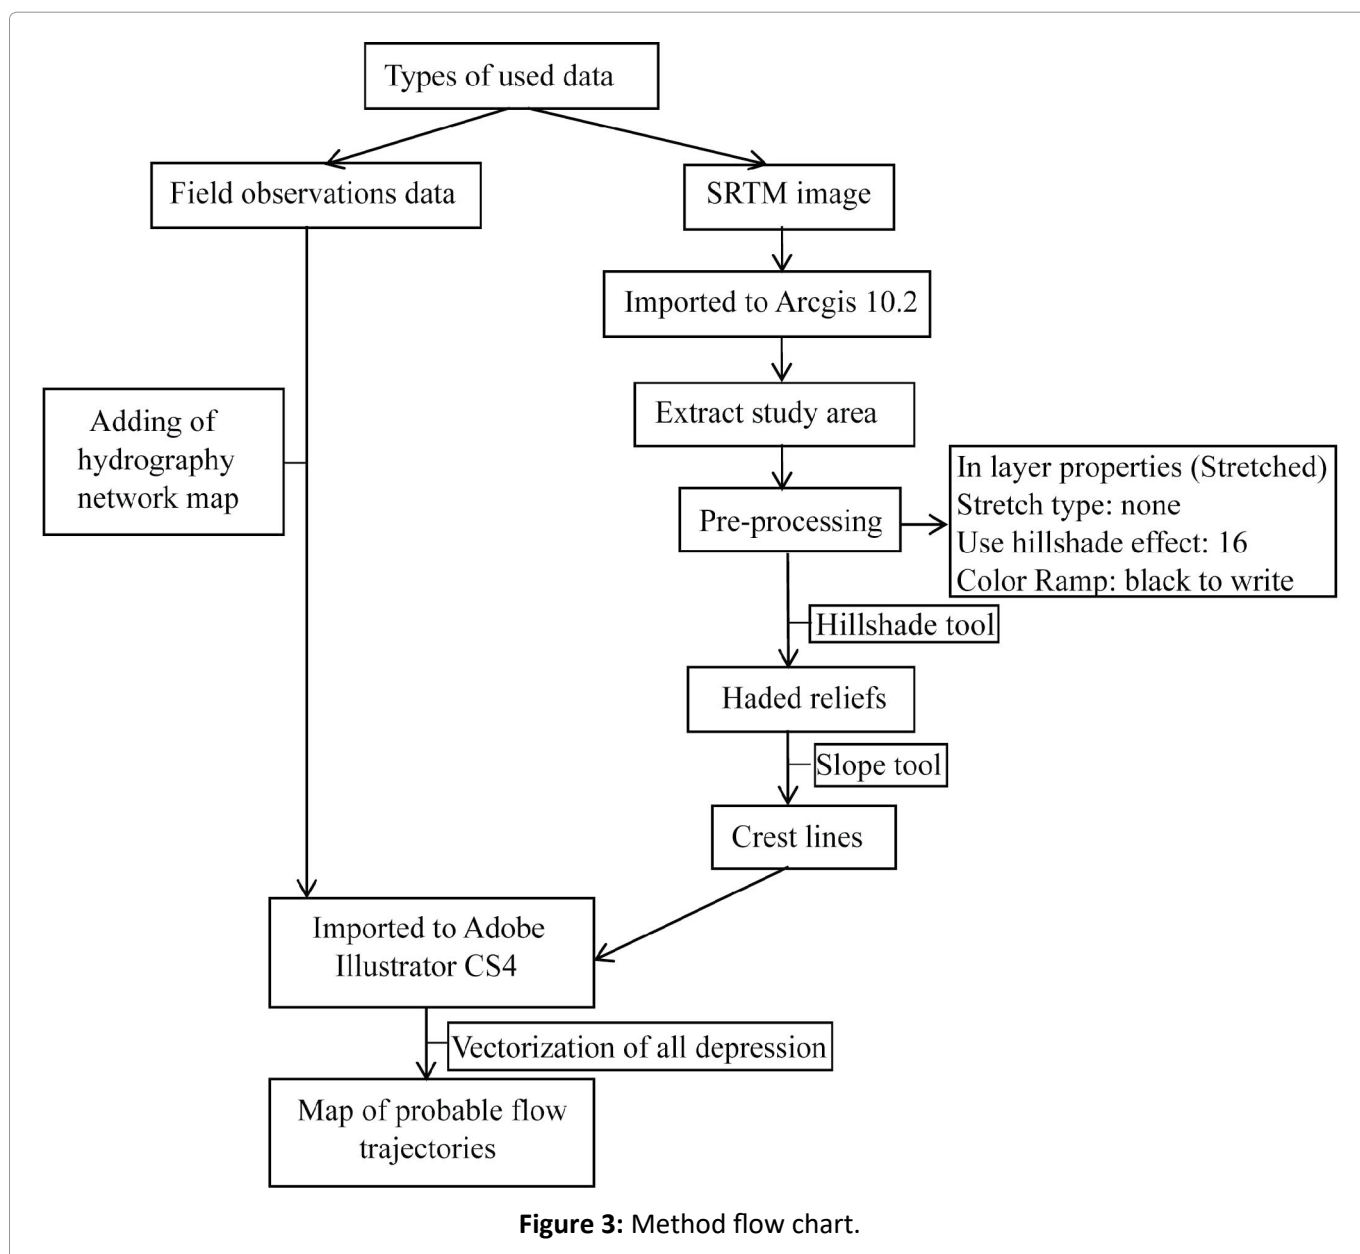 Types of used data
Field observations data
SRTM image
Imported to Arcgis 10.2
Extract study area
Adding of
hydrography
network map
Pre-processing
In layer properties (Stretched)
Stretch type: none
Use hillshade effect: 16
Color Ramp: black to write
Hillshade tool
Haded reliefs
Slope tool
Crest lines
Imported to Adobe
Illustrator CS4
Vectorization of all depression
Map of probable flow
trajectories
Figure 3: Method flow chart.